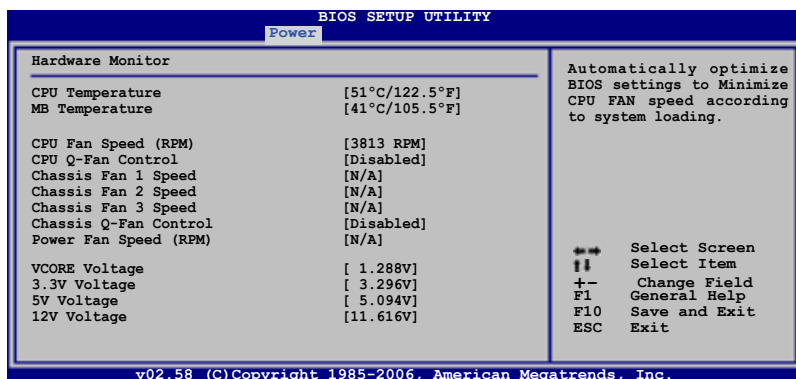 BIOS SETUP UTILITY
Power
Hardware Monitor
CPU Temperature [51°C/122.5°F]
MB Temperature [41°C/105.5°F]
CPU Fan Speed (RPM) [3813 RPM]
CPU Q-Fan Control [Disabled]
Chassis Fan 1 Speed [N/A]
Chassis Fan 2 Speed [N/A]
Chassis Fan 3 Speed [N/A]
Chassis Q-Fan Control [Disabled]
Power Fan Speed (RPM) [N/A]
VCORE Voltage [ 1.288V]
3.3V Voltage [ 3.296V]
5V Voltage [ 5.094V]
12V Voltage [11.616V]
Automatically optimize
BIOS settings to Minimize
CPU FAN speed according
to system loading.
←→ Select Screen
↑↓ Select Item
+- Change Field
F1 General Help
F10 Save and Exit
ESC Exit
v02.58 (C)Copyright 1985-2006, American Megatrends, Inc.